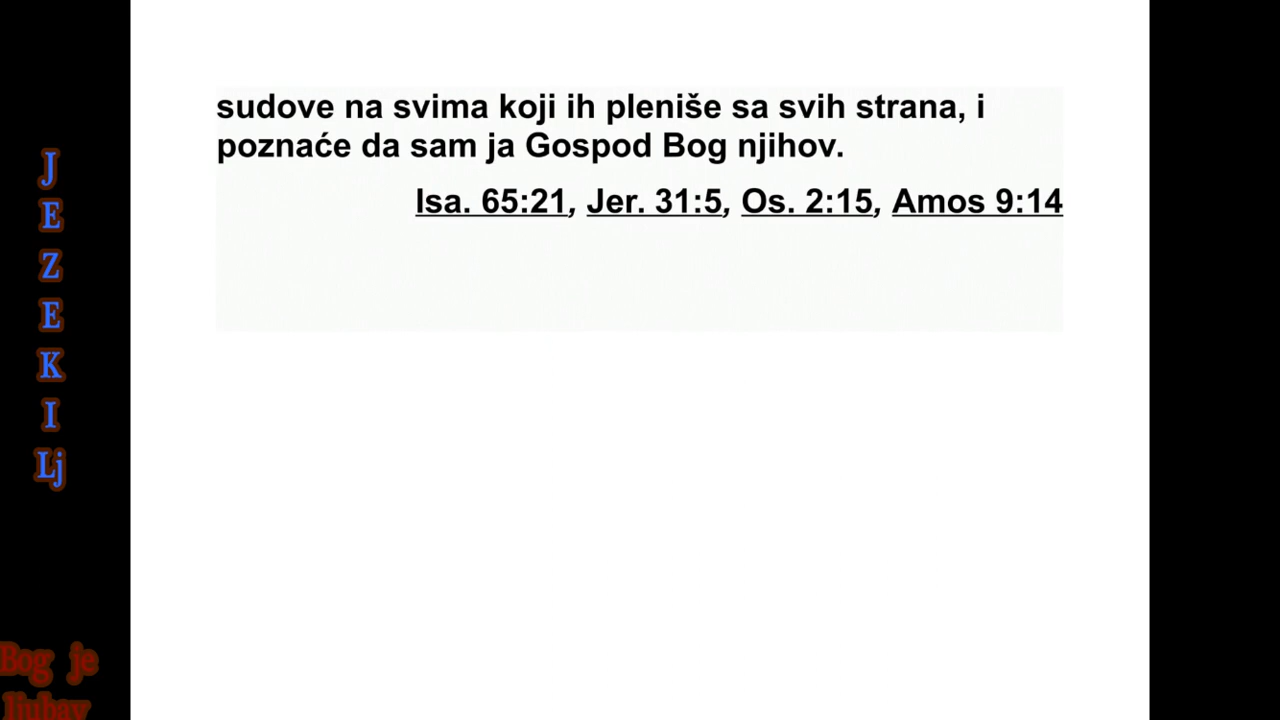 sudove na svima koji ih pleniše sa svih strana, i
poznaće da sam ja Gospod Bog njihov.
Isa. 65:21, Jer. 31:5, Os. 2:15, Amos 9:14
J
E
Z
E
K
I
Lj
Bog je
ljubav